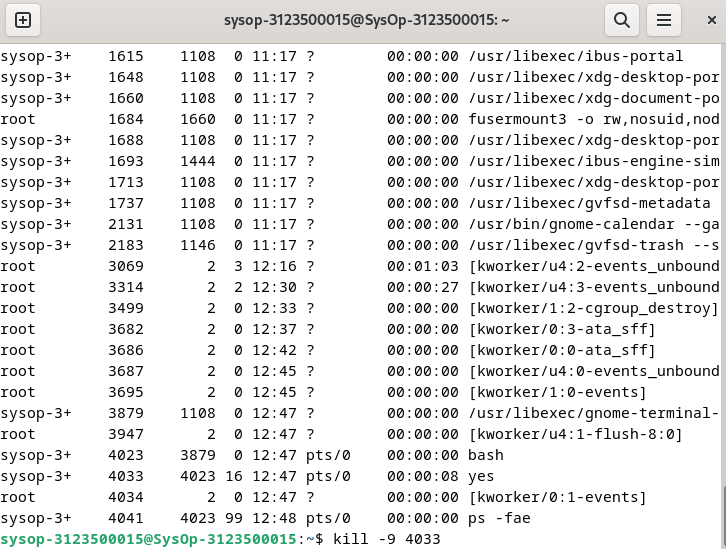 sysop-3123500015@SysOp-3123500015: ~
sysop-3+    1615    1108  0 11:17 ?        00:00:00 /usr/libexec/ibus-portal
sysop-3+    1648    1108  0 11:17 ?        00:00:00 /usr/libexec/xdg-desktop-por
sysop-3+    1660    1108  0 11:17 ?        00:00:00 /usr/libexec/xdg-document-po
root        1684    1660  0 11:17 ?        00:00:00 fusermount3 -o rw,nosuid,nod
sysop-3+    1688    1108  0 11:17 ?        00:00:00 /usr/libexec/xdg-desktop-por
sysop-3+    1693    1444  0 11:17 ?        00:00:00 /usr/libexec/ibus-engine-sim
sysop-3+    1713    1108  0 11:17 ?        00:00:00 /usr/libexec/xdg-desktop-por
sysop-3+    1737    1108  0 11:17 ?        00:00:00 /usr/libexec/gvfsd-metadata
sysop-3+    2131    1108  0 11:17 ?        00:00:00 /usr/bin/gnome-calendar --ga
sysop-3+    2183    1146  0 11:17 ?        00:00:00 /usr/libexec/gvfsd-trash --s
root        3069       2  3 12:16 ?        00:01:03 [kworker/u4:2-events_unbound
root        3314       2  2 12:30 ?        00:00:27 [kworker/u4:3-events_unbound
root        3499       2  0 12:33 ?        00:00:00 [kworker/1:2-cgroup_destroy]
root        3682       2  0 12:37 ?        00:00:00 [kworker/0:3-ata_sff]
root        3686       2  0 12:42 ?        00:00:00 [kworker/0:0-ata_sff]
root        3687       2  0 12:45 ?        00:00:00 [kworker/u4:0-events_unbound
root        3695       2  0 12:45 ?        00:00:00 [kworker/1:0-events]
sysop-3+    3879    1108  0 12:47 ?        00:00:00 /usr/libexec/gnome-terminal-
root        3947       2  0 12:47 ?        00:00:00 [kworker/u4:1-flush-8:0]
sysop-3+    4023    3879  0 12:47 pts/0    00:00:00 bash
sysop-3+    4033    4023 16 12:47 pts/0    00:00:08 yes
root        4034       2  0 12:47 ?        00:00:00 [kworker/0:1-events]
sysop-3+    4041    4023 99 12:48 pts/0    00:00:00 ps -fae
sysop-3123500015@SysOp-3123500015:~$ kill -9 4033